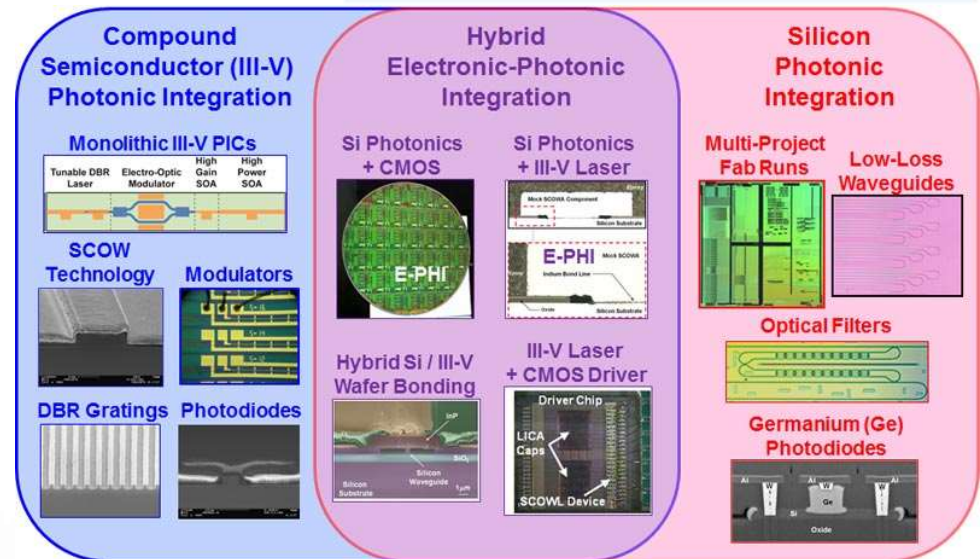 Compound
Semiconductor (III-V)
Photonic Integration
Monolithic III-V PICs
Tunable DBR
Laser
Electro-Optic
Modulator
High
Gain
SOA
High
Power
SOA
SCOW
Technology
Modulators
DBR Gratings
Photodiodes
Hybrid
Electronic-Photonic
Integration
Si Photonics
+ CMOS
E-PHI
Si Photonics
+ III-V Laser
Epoxy
Mock SCOWA Component
Silicon Substrate
E-PHI
Mock SCOWA
Indium Bond Line
Oxide
Silicon Substrate
Hybrid Si / III-V
Wafer Bonding
InP
SiO2
Silicon
Waveguide
Silicon
Substrate
1μm
III-V Laser
+ CMOS Driver
Driver Chip
LICA
Caps
SCOWL Device
Silicon
Photonic
Integration
Multi-Project
Fab Runs
Low-Loss
Waveguides
Optical Filters
Germanium (Ge)
Photodiodes
Al
Al
Al
W
W
W
Ge
Si
Oxide